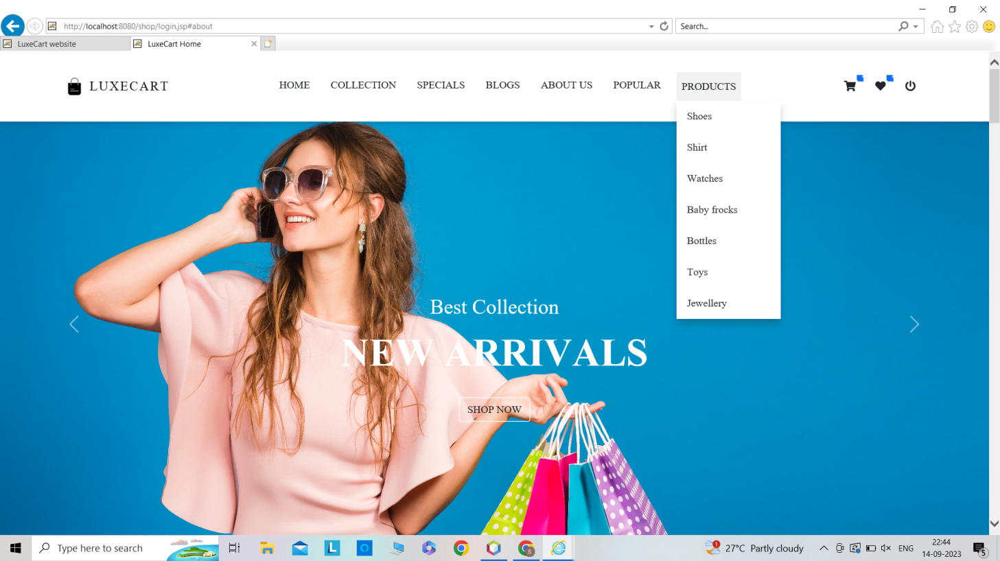 http://localhost:8080/shop/login.jsp#about
Search...
LuxeCart website
LuxeCart Home
LUXECART
HOME COLLECTION SPECIALS BLOGS ABOUT US POPULAR PRODUCTS
Shoes
Shirt
Watches
Baby frocks
Bottles
Toys
Jewellery
Best Collection
NEW ARRIVALS
SHOP NOW
Type here to search
L
S
1
27°C Partly cloudy
ENG
22:44
14-09-2023
5